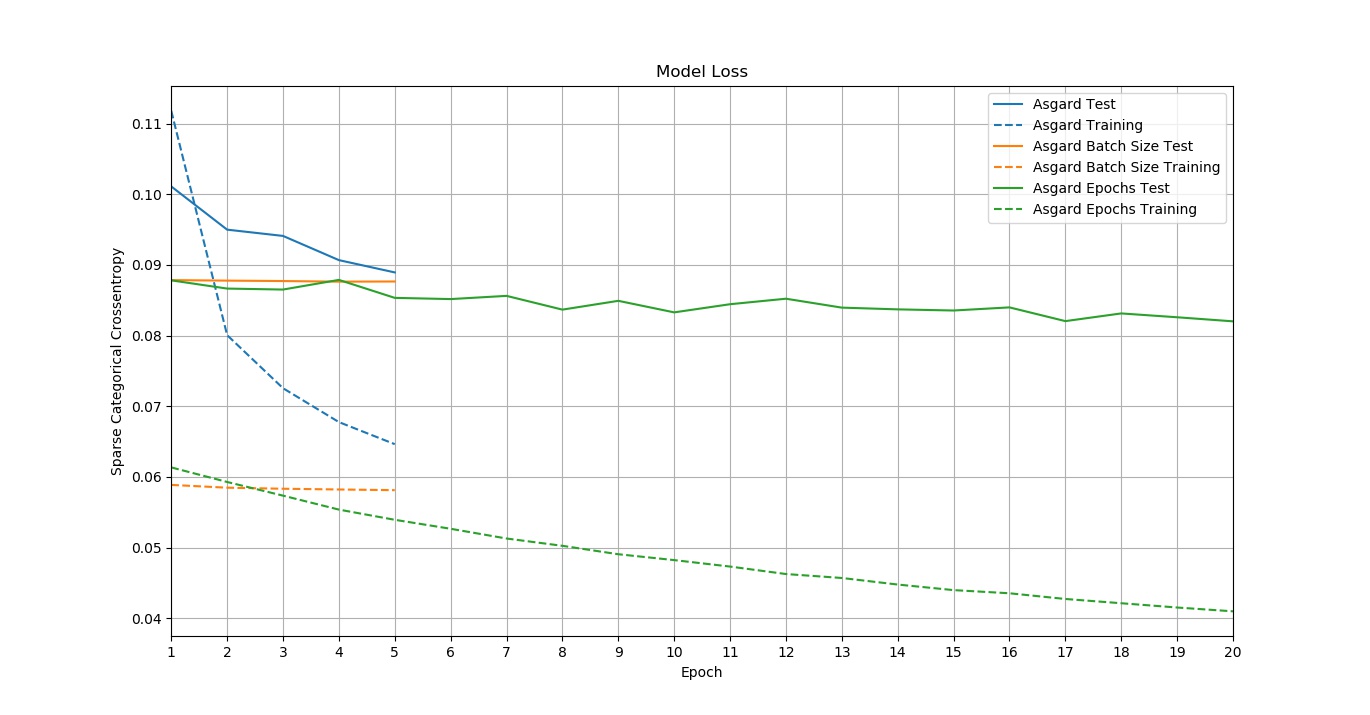 Model Loss
Asgard Test
Asgard Training
Asgard Batch Size Test
Asgard Batch Size Training
Asgard Epochs Test
Asgard Epochs Training
Sparse Categorical Crossentropy
0.11
0.10
0.09
0.08
0.07
0.06
0.05
0.04
1 2 3 4 5 6 7 8 9 10 11 12 13 14 15 16 17 18 19 20
Epoch